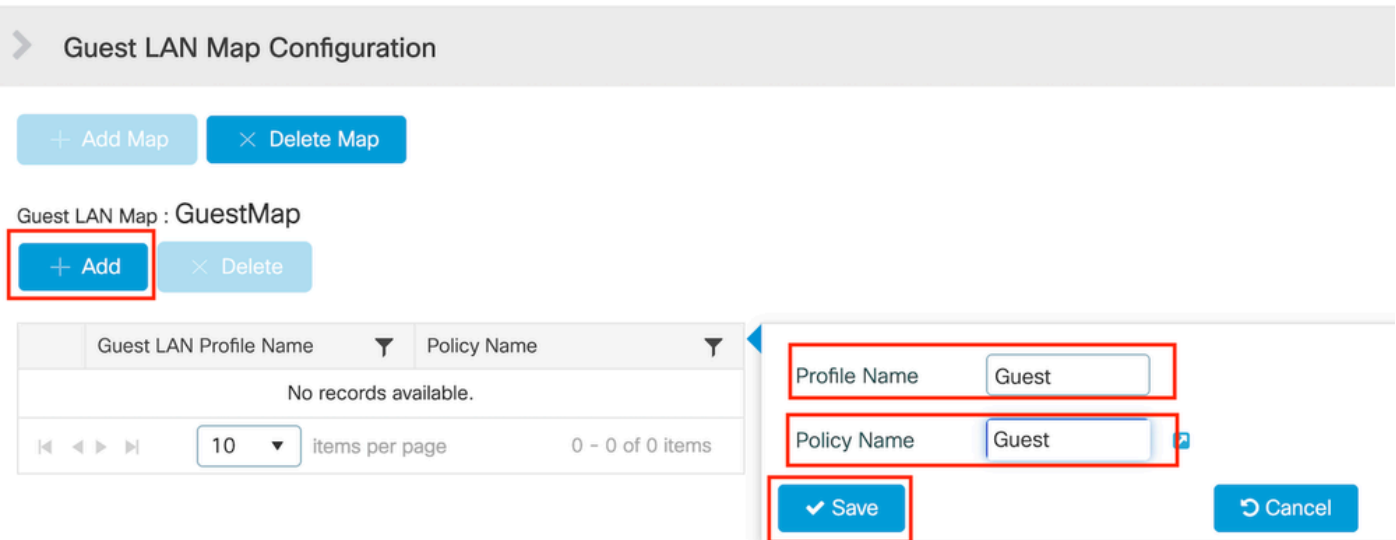 Guest LAN Map Configuration
Add Map
Delete Map
Guest LAN Map : GuestMap
Add
Delete
Guest LAN Profile Name
Policy Name
No records available.
10
items per page
0 - 0 of 0 items
Profile Name
Guest
Policy Name
Guest
Save
Cancel